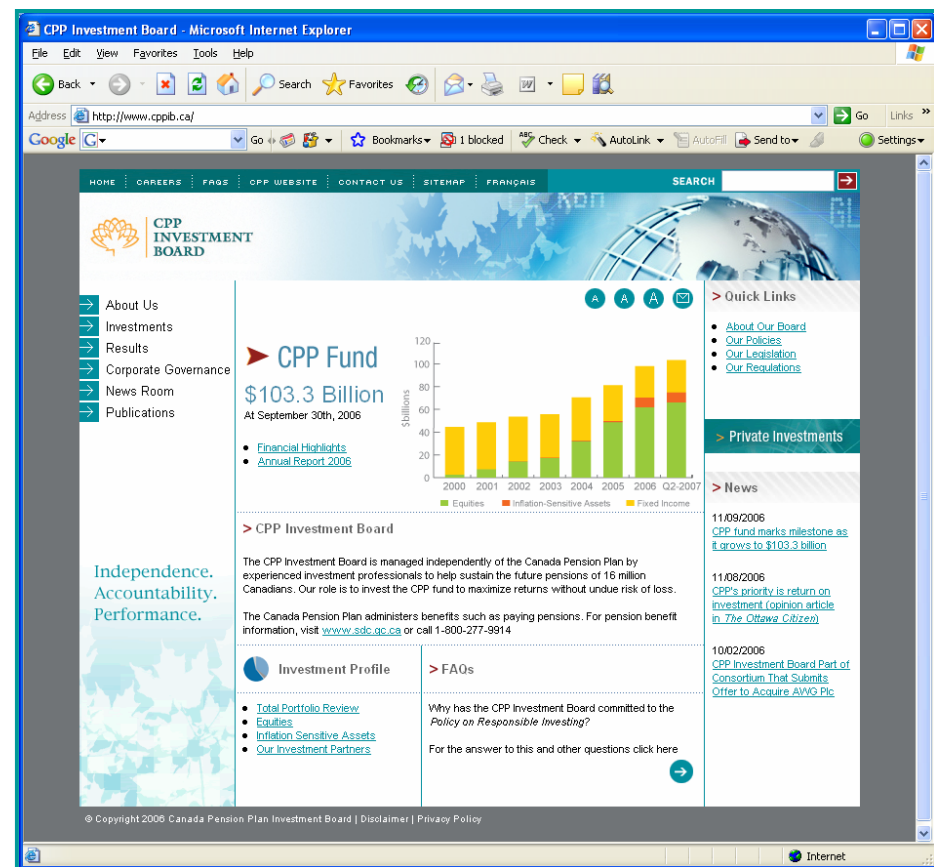 CPP Investment Board - Microsoft Internet Explorer
File Edit View Favorites Tools Help
Back Search Favorites
Address http://www.cppib.ca/ Go Links »
Google G Go Bookmarks 1 blocked ABC Check AutoLink AutoFill Send to Settings
HOME CAREERS FAQS CPP WEBSITE CONTACT US SITEMAP FRANÇAIS SEARCH
CPP
INVESTMENT
BOARD
About Us
Investments
Results
Corporate Governance
News Room
Publications
Independence.
Accountability.
Performance.
A A A
CPP Fund
$103.3 Billion
At September 30th, 2006
Financial Highlights
Annual Report 2006
$billions
120
100
80
60
40
20
0
2000 2001 2002 2003 2004 2005 2006 Q2-2007
Equities Inflation-Sensitive Assets Fixed Income
> CPP Investment Board
The CPP Investment Board is managed independently of the Canada Pension Plan by
experienced investment professionals to help sustain the future pensions of 16 million
Canadians. Our role is to invest the CPP fund to maximize returns without undue risk of loss.
The Canada Pension Plan administers benefits such as paying pensions. For pension benefit
information, visit www.sdc.gc.ca or call 1-800-277-9914
Investment Profile
Total Portfolio Review
Equities
Inflation Sensitive Assets
Our Investment Partners
> FAQs
Why has the CPP Investment Board committed to the
Policy on Responsible Investing?
For the answer to this and other questions click here
> Quick Links
About Our Board
Our Policies
Our Legislation
Our Regulations
> Private Investments
> News
11/09/2006
CPP fund marks milestone as
it grows to $103.3 billion
11/08/2006
CPP's priority is return on
investment (opinion article
in The Ottawa Citizen)
10/02/2006
CPP Investment Board Part of
Consortium That Submits
Offer to Acquire AWG Plc
© Copyright 2006 Canada Pension Plan Investment Board | Disclaimer | Privacy Policy
Internet